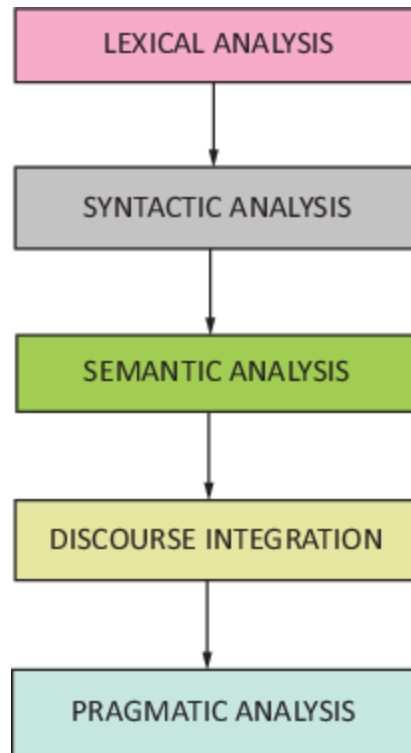 LEXICAL ANALYSIS
SYNTACTIC ANALYSIS
SEMANTIC ANALYSIS
DISCOURSE INTEGRATION
PRAGMATIC ANALYSIS